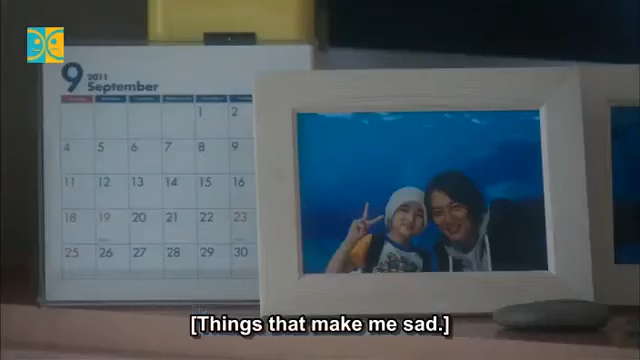 9 2011
September
1 2
4 5 6 7 8 9
11 12 13 14 15 16
18 19 20 21 22 23
25 26 27 28 29 30
[Things that make me sad.]